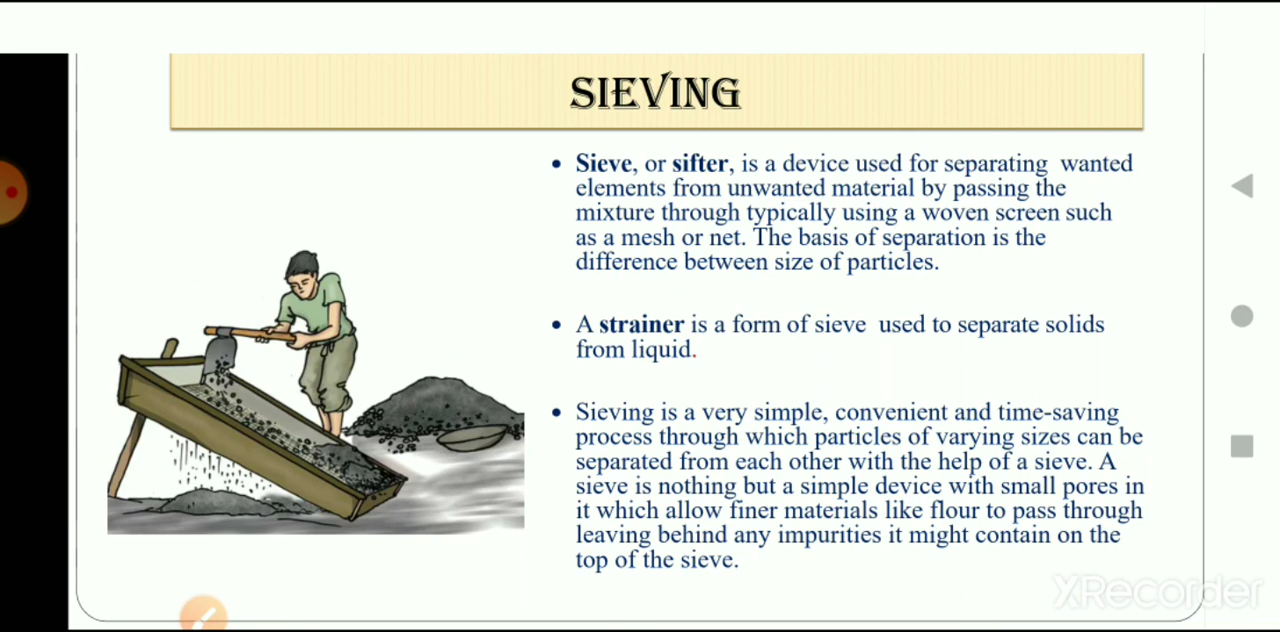 SIEVING
• Sieve, or sifter, is a device used for separating wanted
elements from unwanted material by passing the
mixture through typically using a woven screen such
as a mesh or net. The basis of separation is the
difference between size of particles.
• A strainer is a form of sieve used to separate solids
from liquid.
• Sieving is a very simple, convenient and time-saving
process through which particles of varying sizes can be
separated from each other with the help of a sieve. A
sieve is nothing but a simple device with small pores in
it which allow finer materials like flour to pass through
leaving behind any impurities it might contain on the
top of the sieve.
XRecorder